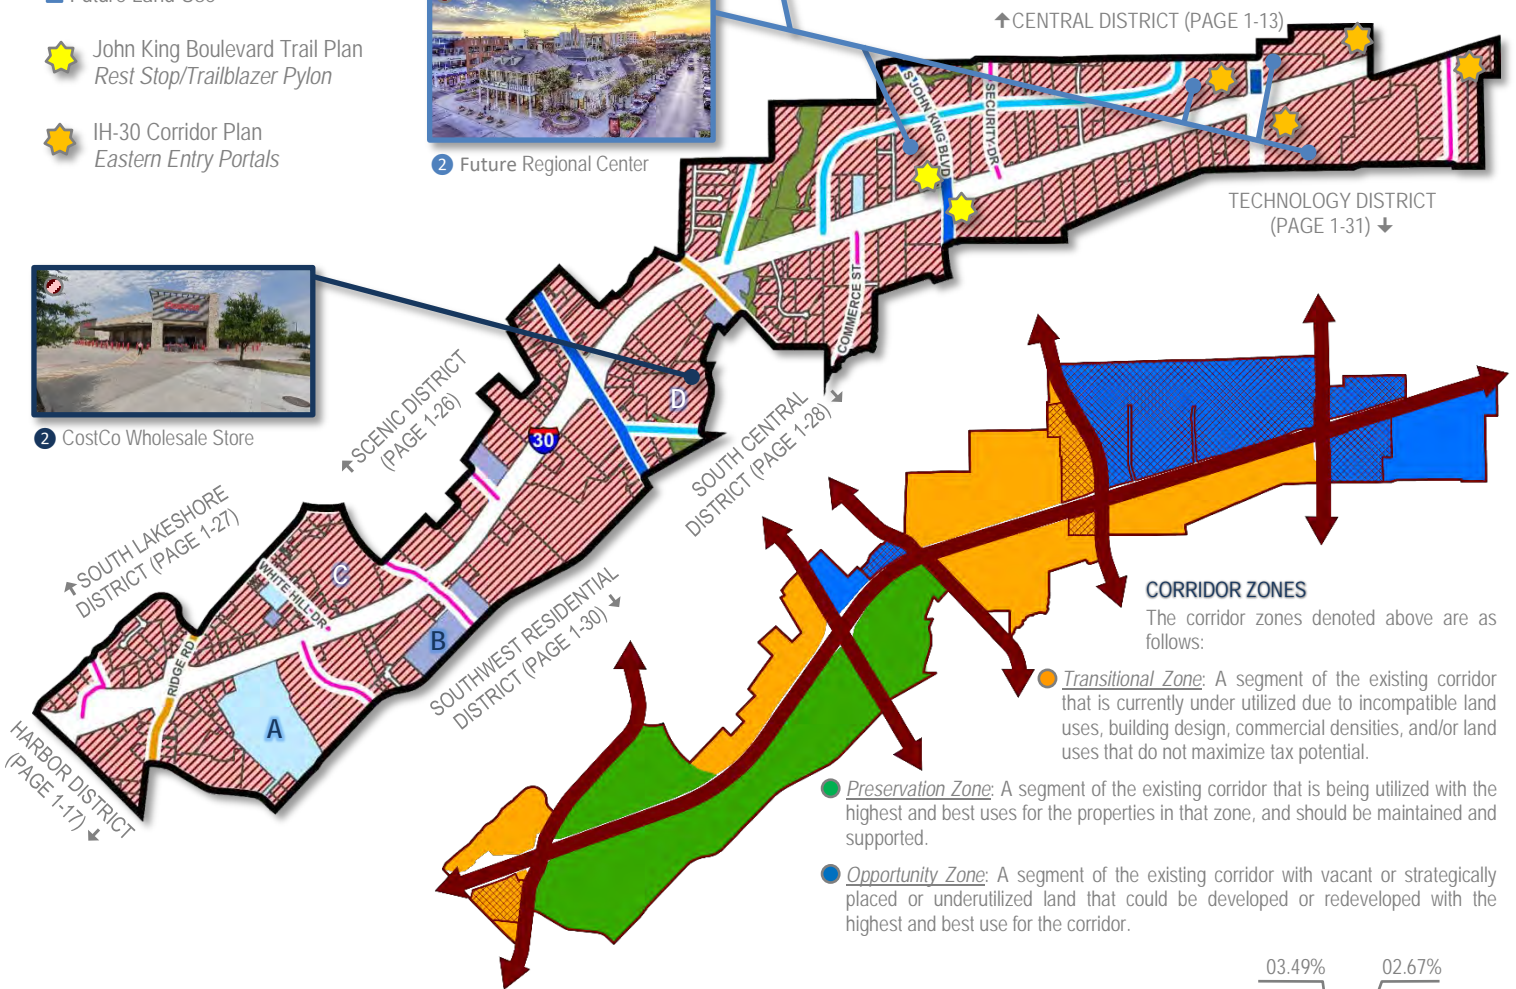 Future Land Use
John King Boulevard Trail Plan
Rest Stop/Trailblazer Pylon
IH-30 Corridor Plan
Eastern Entry Portals
2 Future Regional Center
↑CENTRAL DISTRICT (PAGE 1-13)
S JOHN KING BLVD
SECURITY DR
TECHNOLOGY DISTRICT
(PAGE 1-31) ↓
COMMERCE ST
2 CostCo Wholesale Store
D
30
↖SCENIC DISTRICT
(PAGE 1-26)
SOUTH CENTRAL
DISTRICT (PAGE 1-28) ↘
↖SOUTH LAKESHORE
DISTRICT (PAGE 1-27)
WHITE HILL DR
C
B
RIDGE RD
A
SOUTHWEST RESIDENTIAL
DISTRICT (PAGE 1-30) ↘
HARBOR DISTRICT
(PAGE 1-17) ↙
CORRIDOR ZONES
The corridor zones denoted above are as
follows:
Transitional Zone: A segment of the existing corridor
that is currently under utilized due to incompatible land
uses, building design, commercial densities, and/or land
uses that do not maximize tax potential.
Preservation Zone: A segment of the existing corridor that is being utilized with the
highest and best uses for the properties in that zone, and should be maintained and
supported.
Opportunity Zone: A segment of the existing corridor with vacant or strategically
placed or underutilized land that could be developed or redeveloped with the
highest and best use for the corridor.
03.49%
02.67%